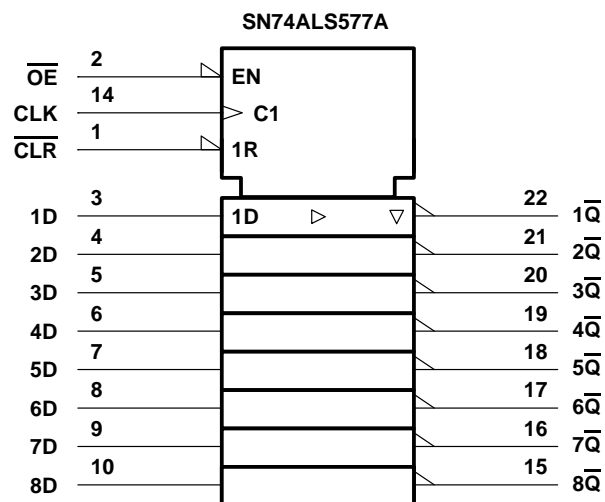 SN74ALS577A
O̅E̅ 2 EN
CLK 14 C1
C̅L̅R̅ 1 1R
1D 3 1D 22 1Q̅
2D 4 21 2Q̅
3D 5 20 3Q̅
4D 6 19 4Q̅
5D 7 18 5Q̅
6D 8 17 6Q̅
7D 9 16 7Q̅
8D 10 15 8Q̅